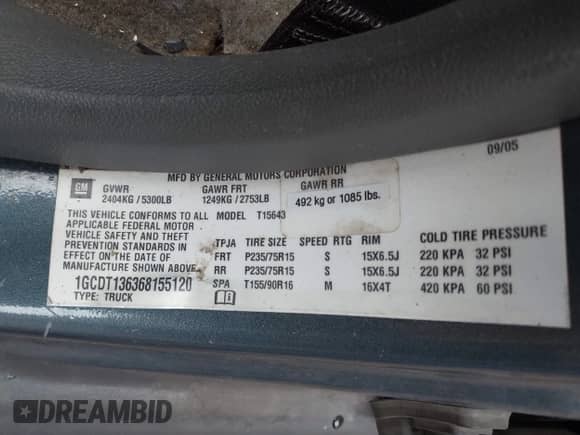 MFD BY GENERAL MOTORS CORPORATION 09/05
GM GVWR GAWR FRT GAWR RR
2404KG / 5300LB 1249KG / 2753LB 492 kg or 1085 lbs.
THIS VEHICLE CONFORMS TO ALL MODEL T15643
APPLICABLE FEDERAL MOTOR
VEHICLE SAFETY AND THEFT
PREVENTION STANDARDS IN TPJA TIRE SIZE SPEED RTG RIM COLD TIRE PRESSURE
EFFECT ON THE DATE OF FRT P235/75R15 S 15X6.5J 220 KPA 32 PSI
MANUFACTURE SHOWN ABOVE. RR P235/75R15 S 15X6.5J 220 KPA 32 PSI
1GCDT136368155120 SPA T155/90R16 M 16X4T 420 KPA 60 PSI
TYPE: TRUCK
DREAMBID